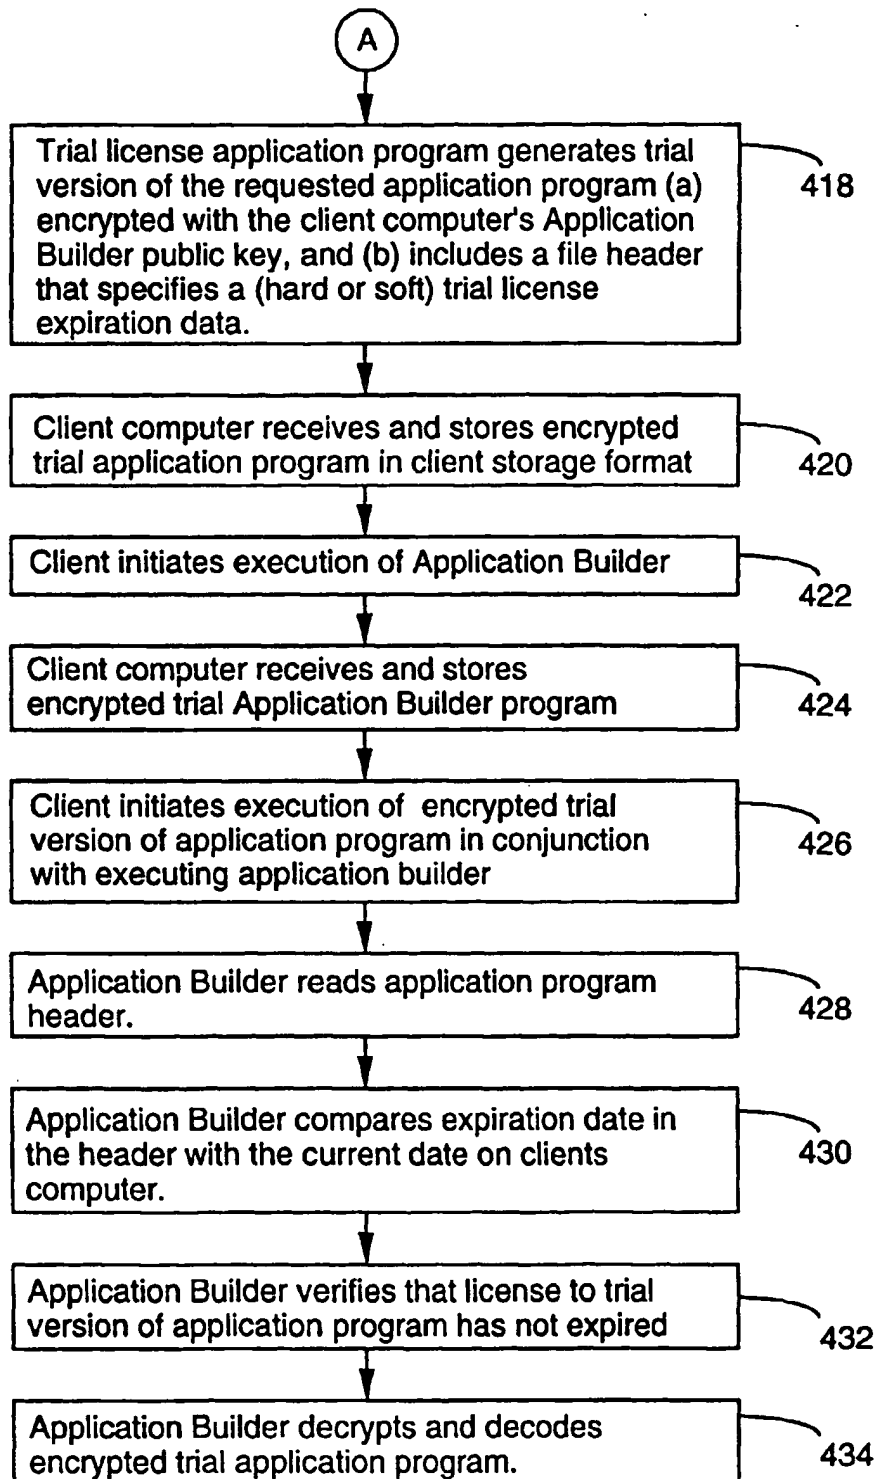 A
Trial license application program generates trial
version of the requested application program (a)
encrypted with the client computer's Application
Builder public key, and (b) includes a file header
that specifies a (hard or soft) trial license
expiration data.
418
Client computer receives and stores encrypted
trial application program in client storage format
420
Client initiates execution of Application Builder
422
Client computer receives and stores
encrypted trial Application Builder program
424
Client initiates execution of encrypted trial
version of application program in conjunction
with executing application builder
426
Application Builder reads application program
header.
428
Application Builder compares expiration date in
the header with the current date on clients
computer.
430
Application Builder verifies that license to trial
version of application program has not expired
432
Application Builder decrypts and decodes
encrypted trial application program.
434